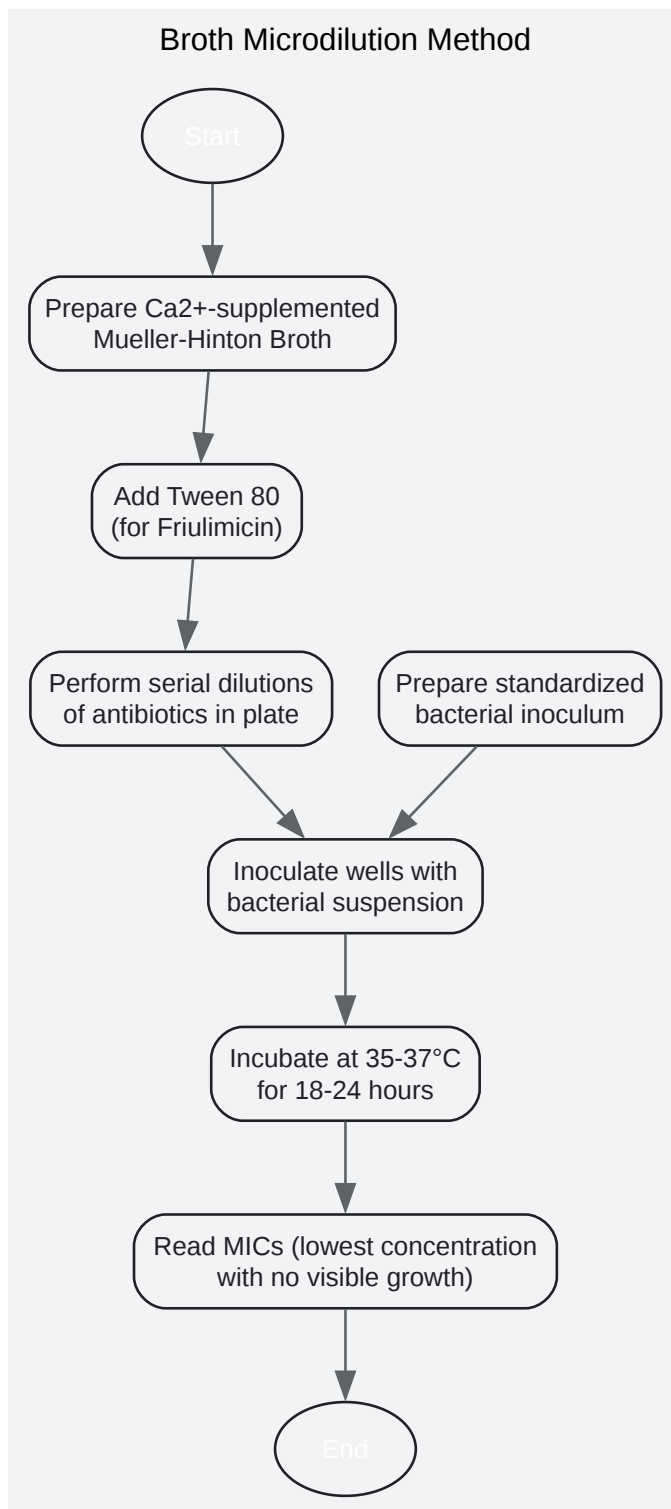 Broth Microdilution Method
Start
Prepare Ca2+-supplemented
Mueller-Hinton Broth
Add Tween 80
(for Friulimicin)
Perform serial dilutions
of antibiotics in plate
Prepare standardized
bacterial inoculum
Inoculate wells with
bacterial suspension
Incubate at 35-37°C
for 18-24 hours
Read MICs (lowest concentration
with no visible growth)
End